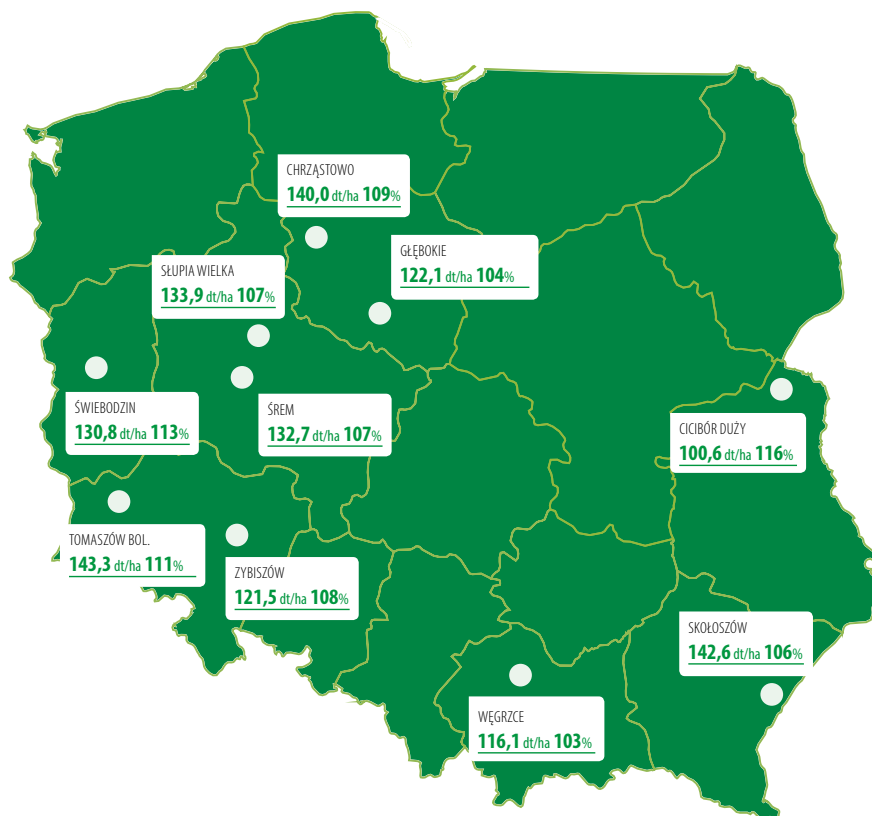 CHRZĄSTOWO
140,0 dt/ha 109%
GŁĘBOKIE
122,1 dt/ha 104%
SŁUPIA WIELKA
133,9 dt/ha 107%
ŚWIEBODZIN
130,8 dt/ha 113%
ŚREM
132,7 dt/ha 107%
CICIBÓR DUŻY
100,6 dt/ha 116%
TOMASZÓW BOL.
143,3 dt/ha 111%
ZYBISZÓW
121,5 dt/ha 108%
SKOŁOSZÓW
142,6 dt/ha 106%
WĘGRZCE
116,1 dt/ha 103%